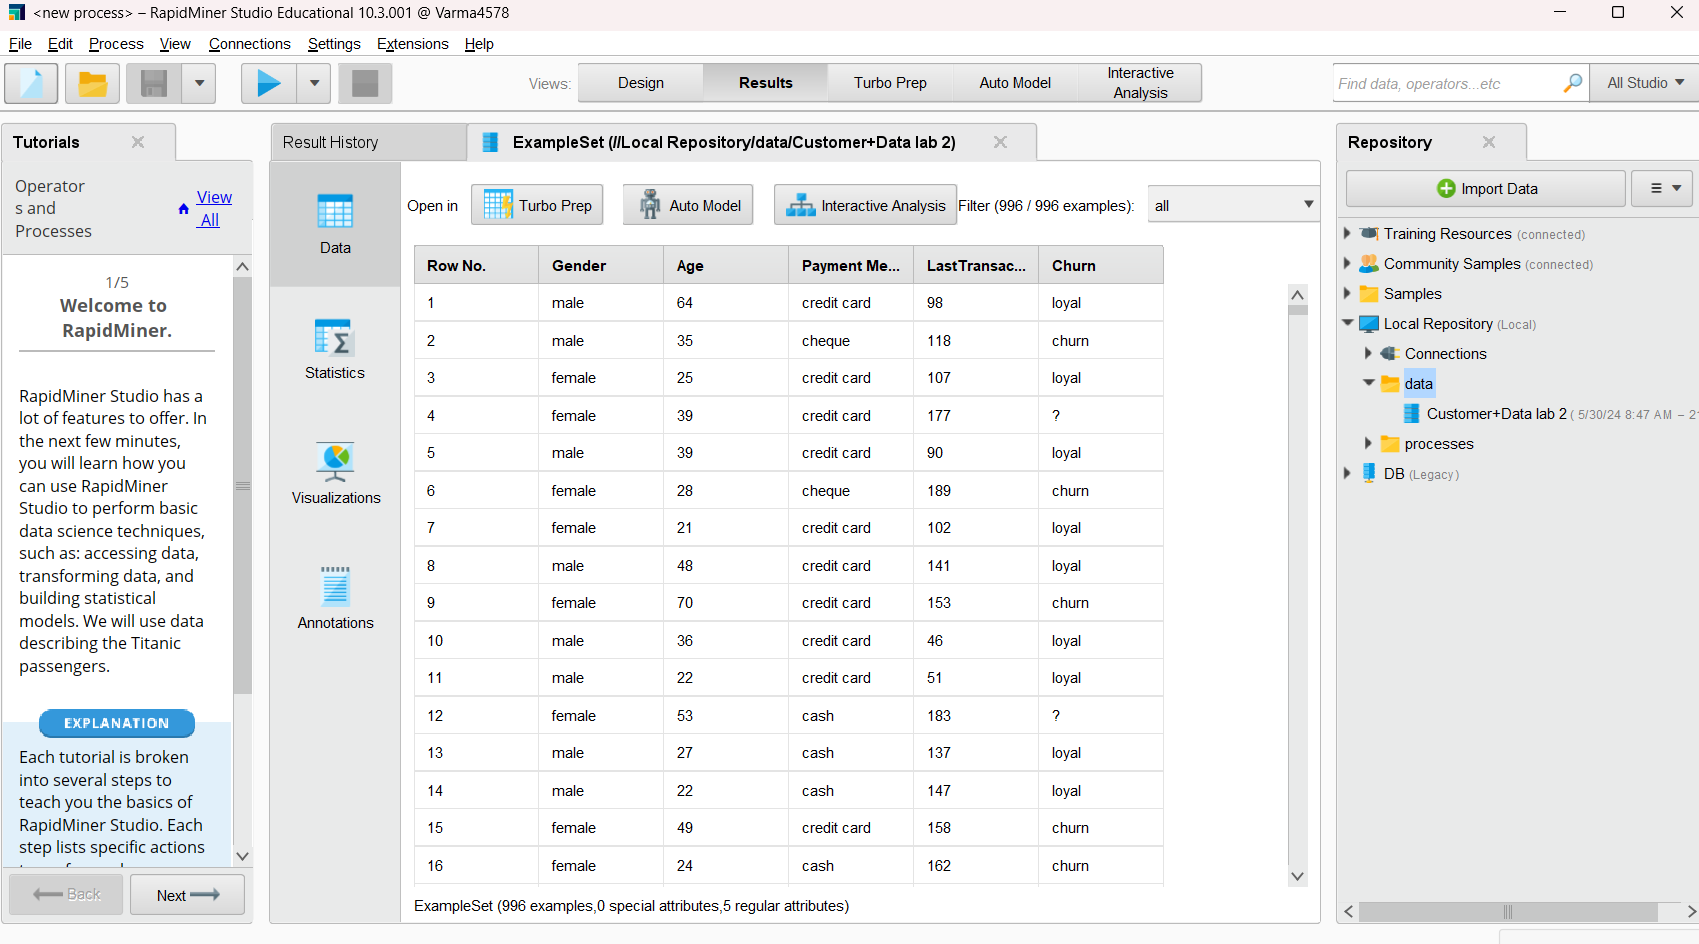 <new process> – RapidMiner Studio Educational 10.3.001 @ Varma4578
File Edit Process View Connections Settings Extensions Help
Views: Design Results Turbo Prep Auto Model Interactive Analysis
Find data, operators...etc All Studio
Tutorials
Operator
s and
Processes
View
All
1/5
Welcome to
RapidMiner.
RapidMiner Studio has a
lot of features to offer. In
the next few minutes,
you will learn how you
can use RapidMiner
Studio to perform basic
data science techniques,
such as: accessing data,
transforming data, and
building statistical
models. We will use data
describing the Titanic
passengers.
EXPLANATION
Each tutorial is broken
into several steps to
teach you the basics of
RapidMiner Studio. Each
step lists specific actions
Back Next
Result History ExampleSet (//Local Repository/data/Customer+Data lab 2)
Data
Statistics
Visualizations
Annotations
Open in Turbo Prep Auto Model Interactive Analysis Filter (996 / 996 examples): all
Row No. Gender Age Payment Me... LastTransac... Churn
1 male 64 credit card 98 loyal
2 male 35 cheque 118 churn
3 female 25 credit card 107 loyal
4 female 39 credit card 177 ?
5 male 39 credit card 90 loyal
6 female 28 cheque 189 churn
7 female 21 credit card 102 loyal
8 male 48 credit card 141 loyal
9 female 70 credit card 153 churn
10 male 36 credit card 46 loyal
11 male 22 credit card 51 loyal
12 female 53 cash 183 ?
13 male 27 cash 137 loyal
14 male 22 cash 147 loyal
15 female 49 credit card 158 churn
16 female 24 cash 162 churn
ExampleSet (996 examples,0 special attributes,5 regular attributes)
Repository
Import Data
Training Resources (connected)
Community Samples (connected)
Samples
Local Repository (Local)
Connections
data
Customer+Data lab 2 ( 5/30/24 8:47 AM –
processes
DB (Legacy)